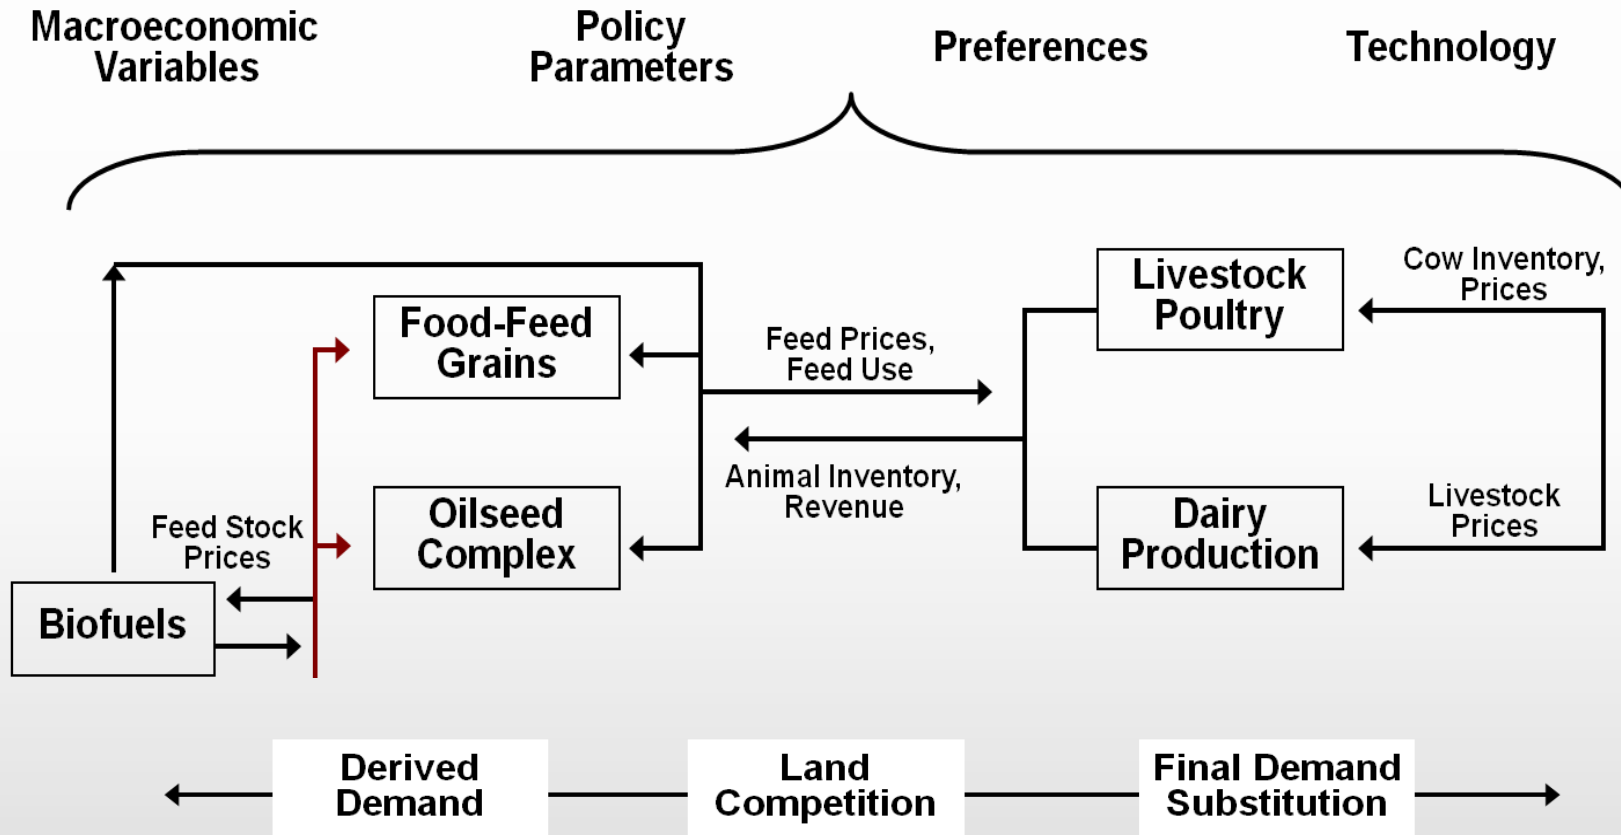 Macroeconomic
Variables
Policy
Parameters
Preferences
Technology
Livestock
Poultry
Cow Inventory,
Prices
Food-Feed
Grains
Feed Prices,
Feed Use
Animal Inventory,
Revenue
Oilseed
Complex
Dairy
Production
Livestock
Prices
Feed Stock
Prices
Biofuels
Derived
Demand
Land
Competition
Final Demand
Substitution